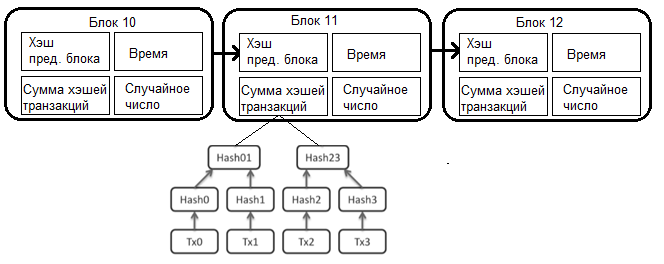 Блок 10
Хэш
пред. блока
Время
Сумма хэшей
транзакций
Случайное
число
Блок 11
Хэш
пред. блока
Время
Сумма хэшей
транзакций
Случайное
число
Блок 12
Хэш
пред. блока
Время
Сумма хэшей
транзакций
Случайное
число
Hash01
Hash23
Hash0
Hash1
Hash2
Hash3
Tx0
Tx1
Tx2
Tx3